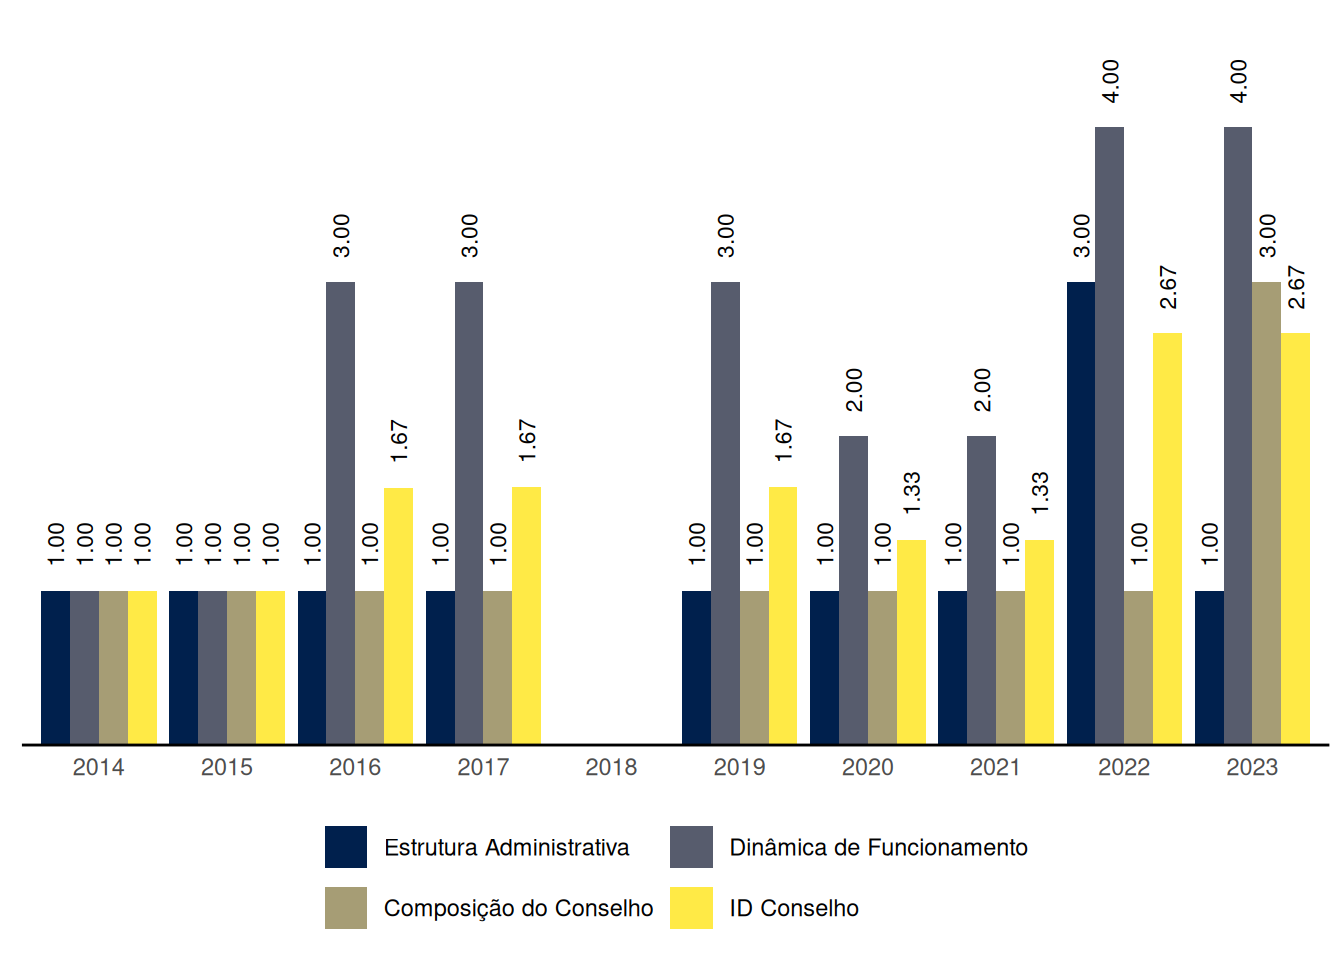 4.00 4.00
3.00 3.00 3.00 3.00 3.00
2.67 2.67
2.00 2.00
1.67 1.67 1.67
1.33 1.33
1.00 1.00 1.00 1.00 1.00 1.00 1.00 1.00 1.00 1.00 1.00 1.00 1.00 1.00 1.00 1.00 1.00 1.00 1.00 1.00
2014 2015 2016 2017 2018 2019 2020 2021 2022 2023
Estrutura Administrativa Dinâmica de Funcionamento
Composição do Conselho ID Conselho